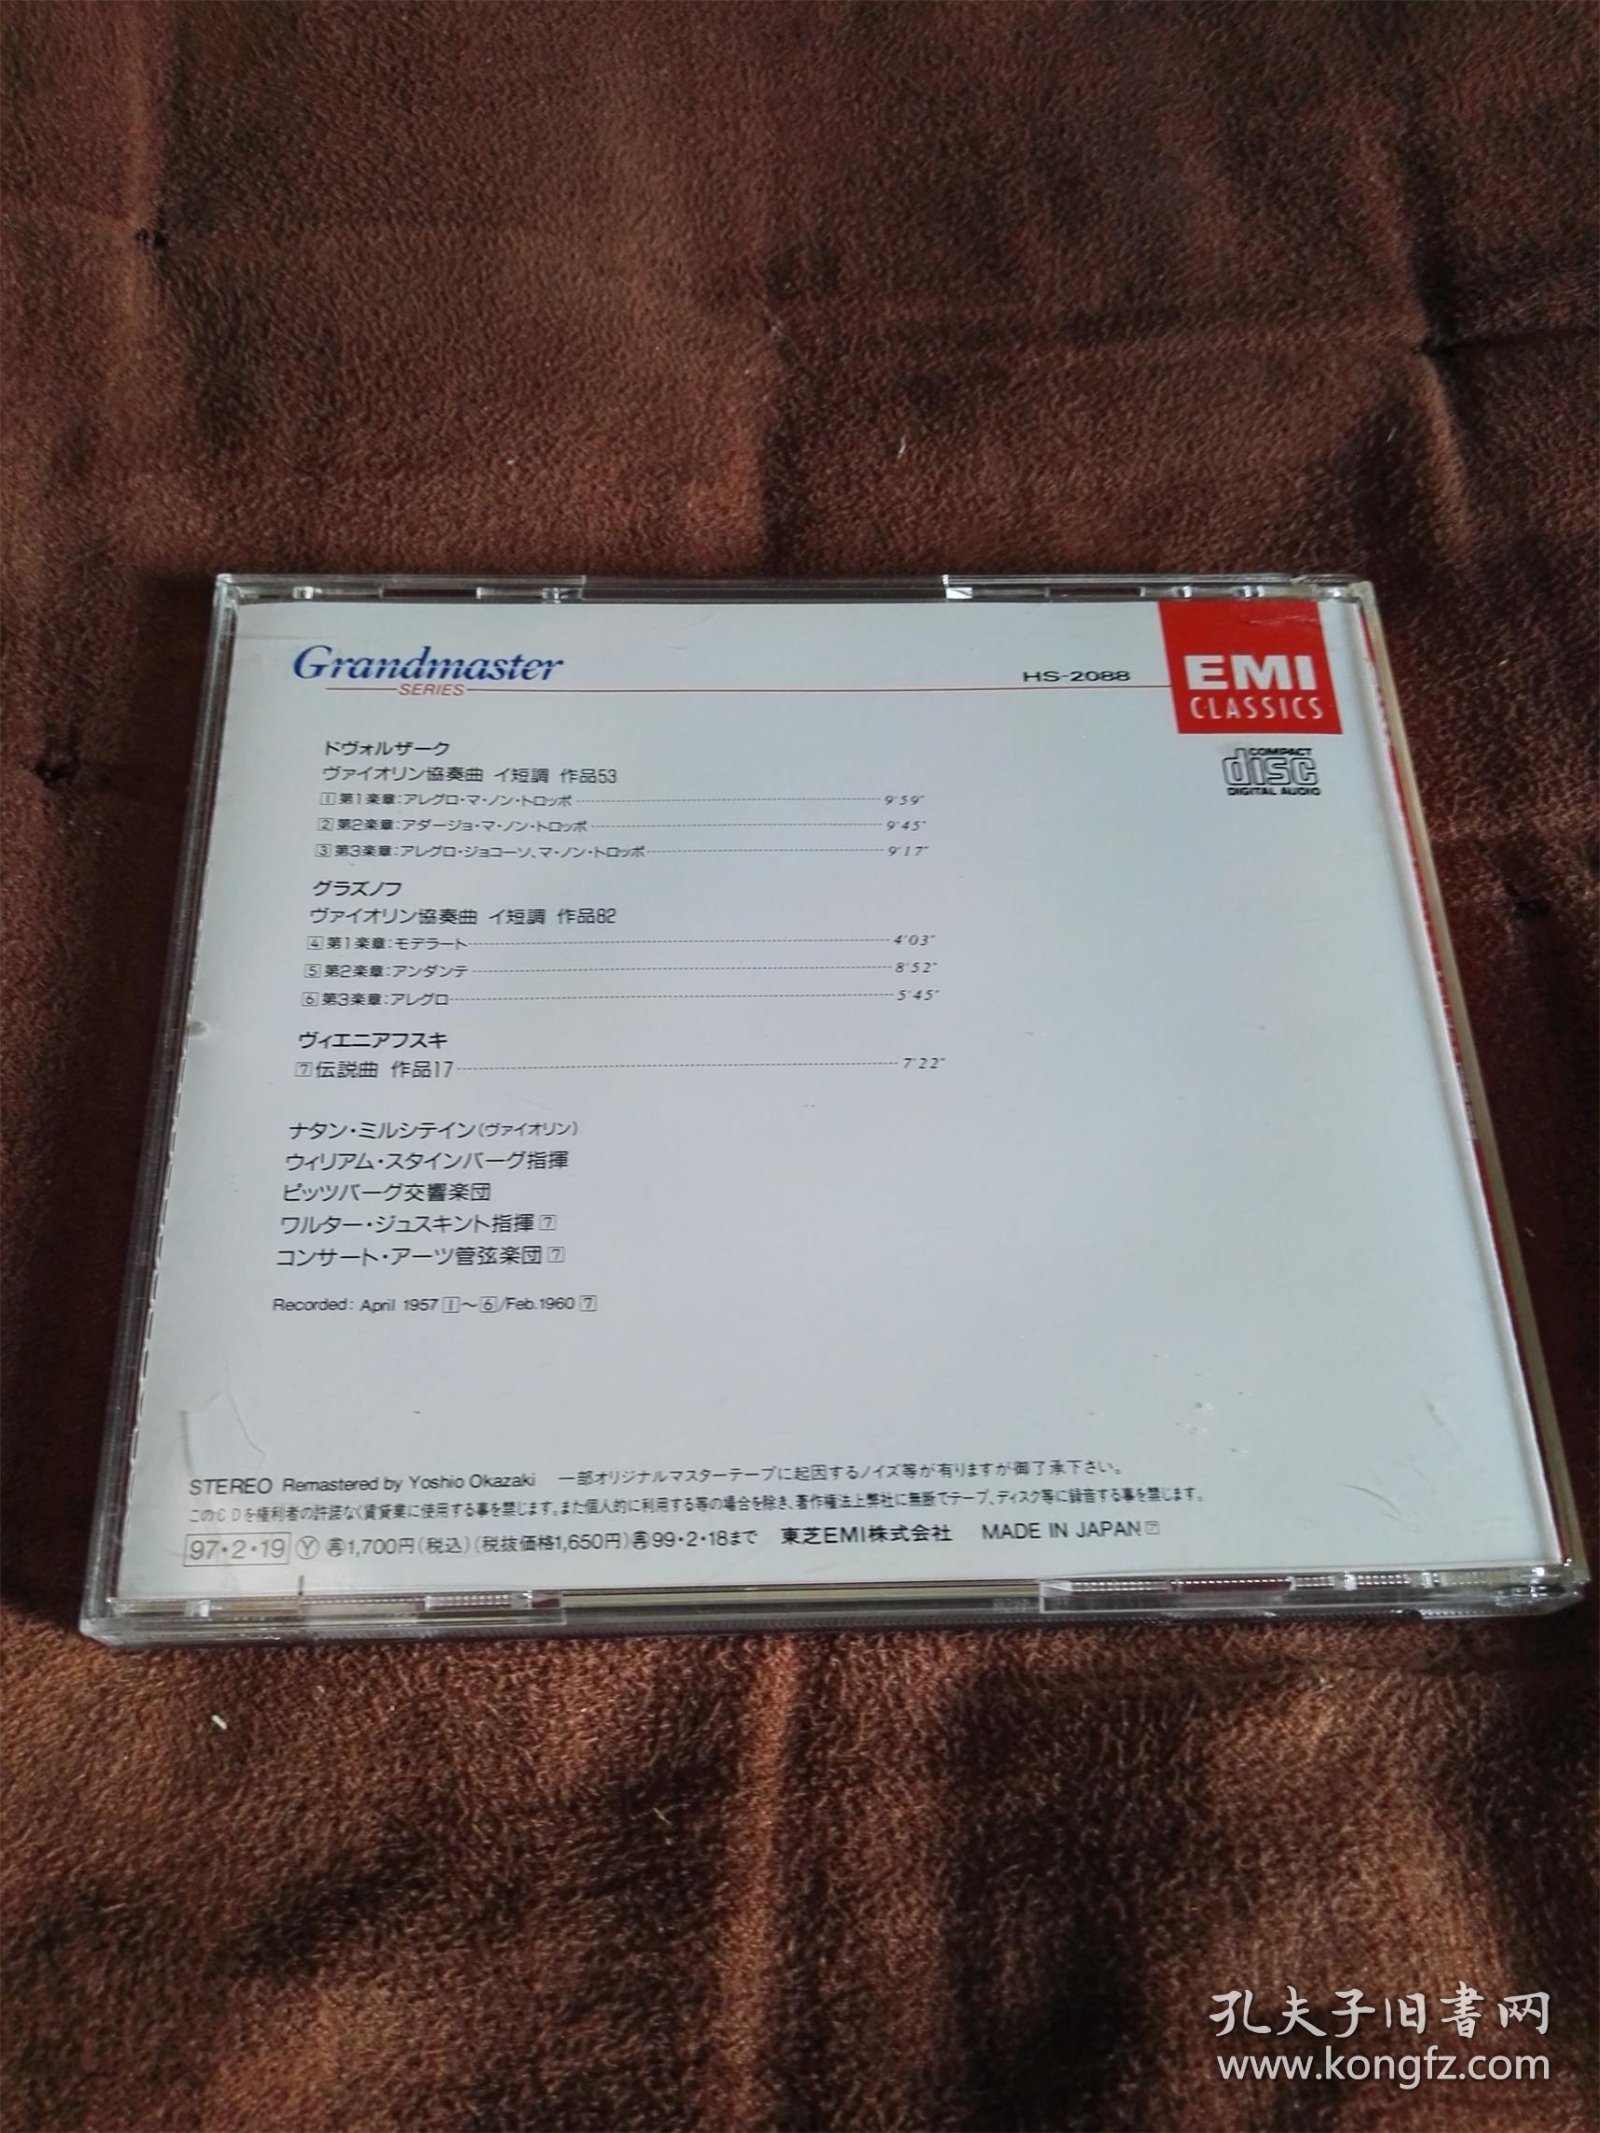 Grandmaster
SERIES
HS-2088
EMI
CLASSICS
COMPACT
disc
DIGITAL AUDIO
ドヴォルザーク
ヴァイオリン協奏曲 イ短調 作品53
1 第1楽章:アレグロ・マ・ノン・トロッポ 9'59"
2 第2楽章:アダージョ・マ・ノン・トロッポ 9'45"
3 第3楽章:アレグロ・ジョコーソ、マ・ノン・トロッポ 9'17"
グラズノフ
ヴァイオリン協奏曲 イ短調 作品82
4 第1楽章:モデラート 4'03"
5 第2楽章:アンダンテ 8'52"
6 第3楽章:アレグロ 5'45"
ヴィエニアフスキ
7 伝説曲 作品17 7'22"
ナタン・ミルシテイン(ヴァイオリン)
ウィリアム・スタインバーグ指揮
ピッツバーグ交響楽団
ワルター・ジュスキント指揮 7
コンサート・アーツ管弦楽団 7
Recorded: April 1957 1〜6/Feb.1960 7
STEREO Remastered by Yoshio Okazaki 一部オリジナルマスターテープに起因するノイズ等が有りますが御了承下さい。
このCDを権利者の許諾なく賃貸業に使用する事を禁じます。また個人的に利用する等の場合を除き、著作権法上弊社に無断でテープ、ディスク等に録音する事を禁じます。
97・2・19 Ⓨ 再1,700円(税込)(税抜価格1,650円)再99・2・18まで 東芝EMI株式会社 MADE IN JAPAN
孔夫子旧书网
www.kongfz.com